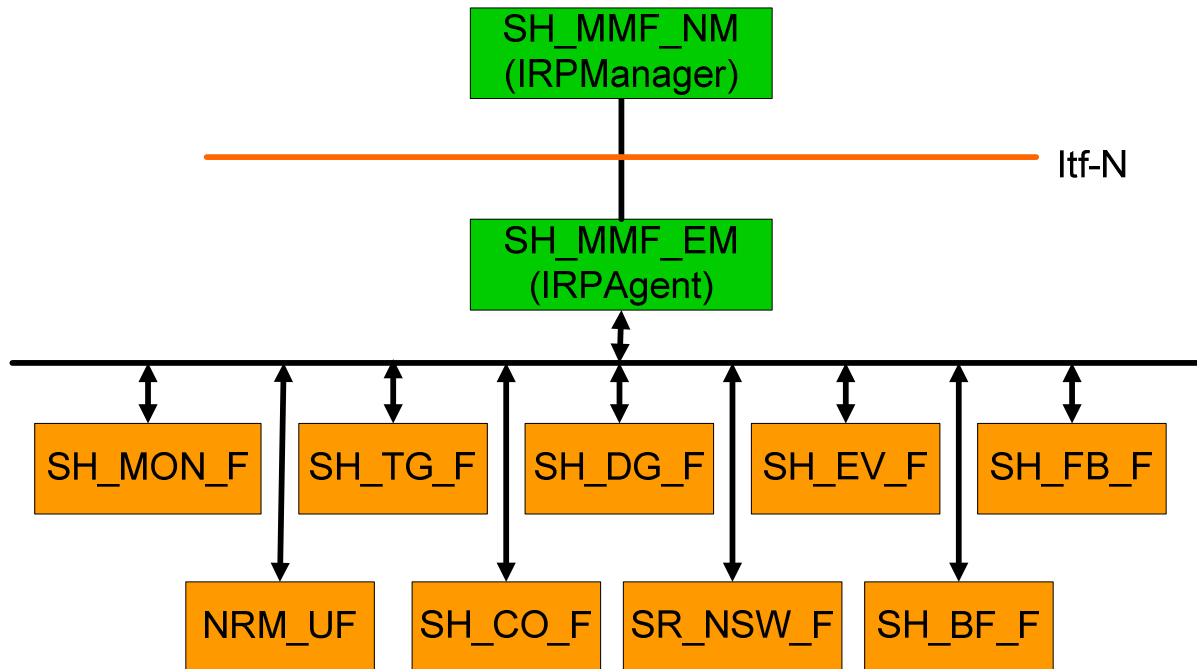 SH_MMF_NM
(IRPManager)
Itf-N
SH_MMF_EM
(IRPAgent)
SH_MON_F
SH_TG_F
SH_DG_F
SH_EV_F
SH_FB_F
NRM_UF
SH_CO_F
SR_NSW_F
SH_BF_F